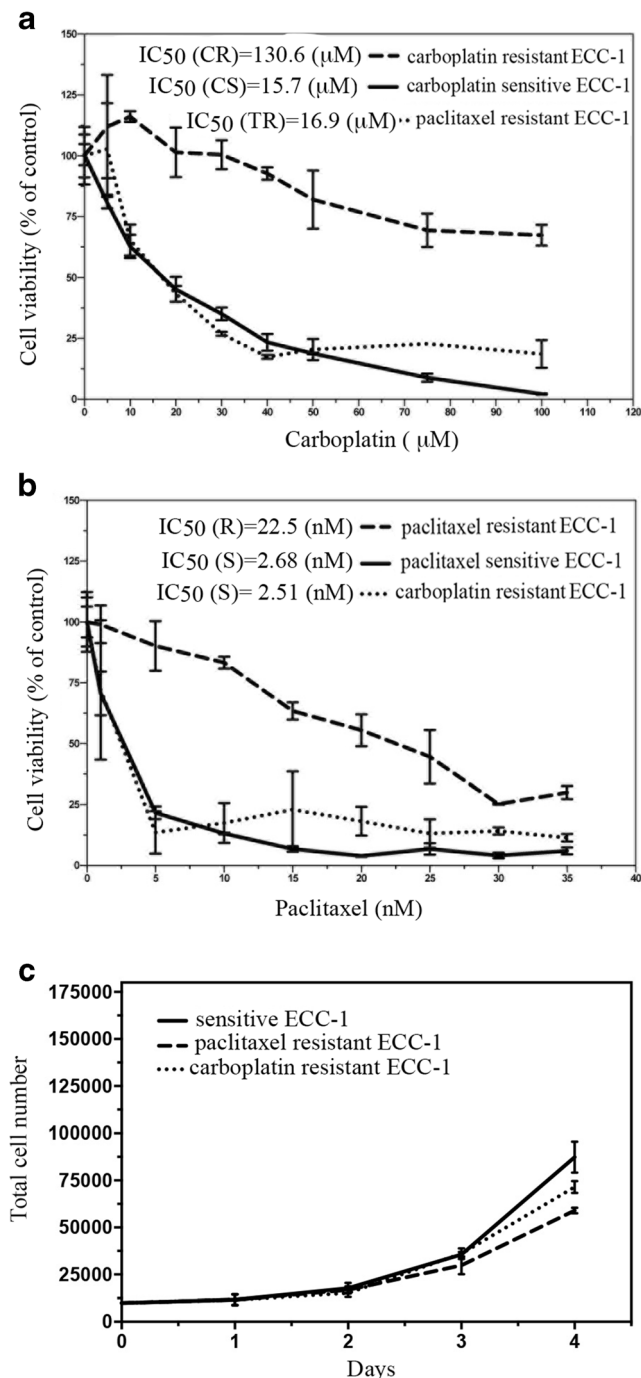 a
IC50 (CR)=130.6 (μM) carboplatin resistant ECC-1
IC50 (CS)=15.7 (μM) carboplatin sensitive ECC-1
IC50 (TR)=16.9 (μM) paclitaxel resistant ECC-1
Cell viability (% of control)
150
125
100
75
50
25
0
0 10 20 30 40 50 60 70 80 90 100 110 120
Carboplatin ( μM)
b
IC50 (R)=22.5 (nM) paclitaxel resistant ECC-1
IC50 (S)=2.68 (nM) paclitaxel sensitive ECC-1
IC50 (S)= 2.51 (nM) carboplatin resistant ECC-1
Cell viability (% of control)
150
125
100
75
50
25
0
0 5 10 15 20 25 30 35 40
Paclitaxel (nM)
c
sensitive ECC-1
paclitaxel resistant ECC-1
carboplatin resistant ECC-1
Total cell number
175000
150000
125000
100000
75000
50000
25000
0
0 1 2 3 4
Days